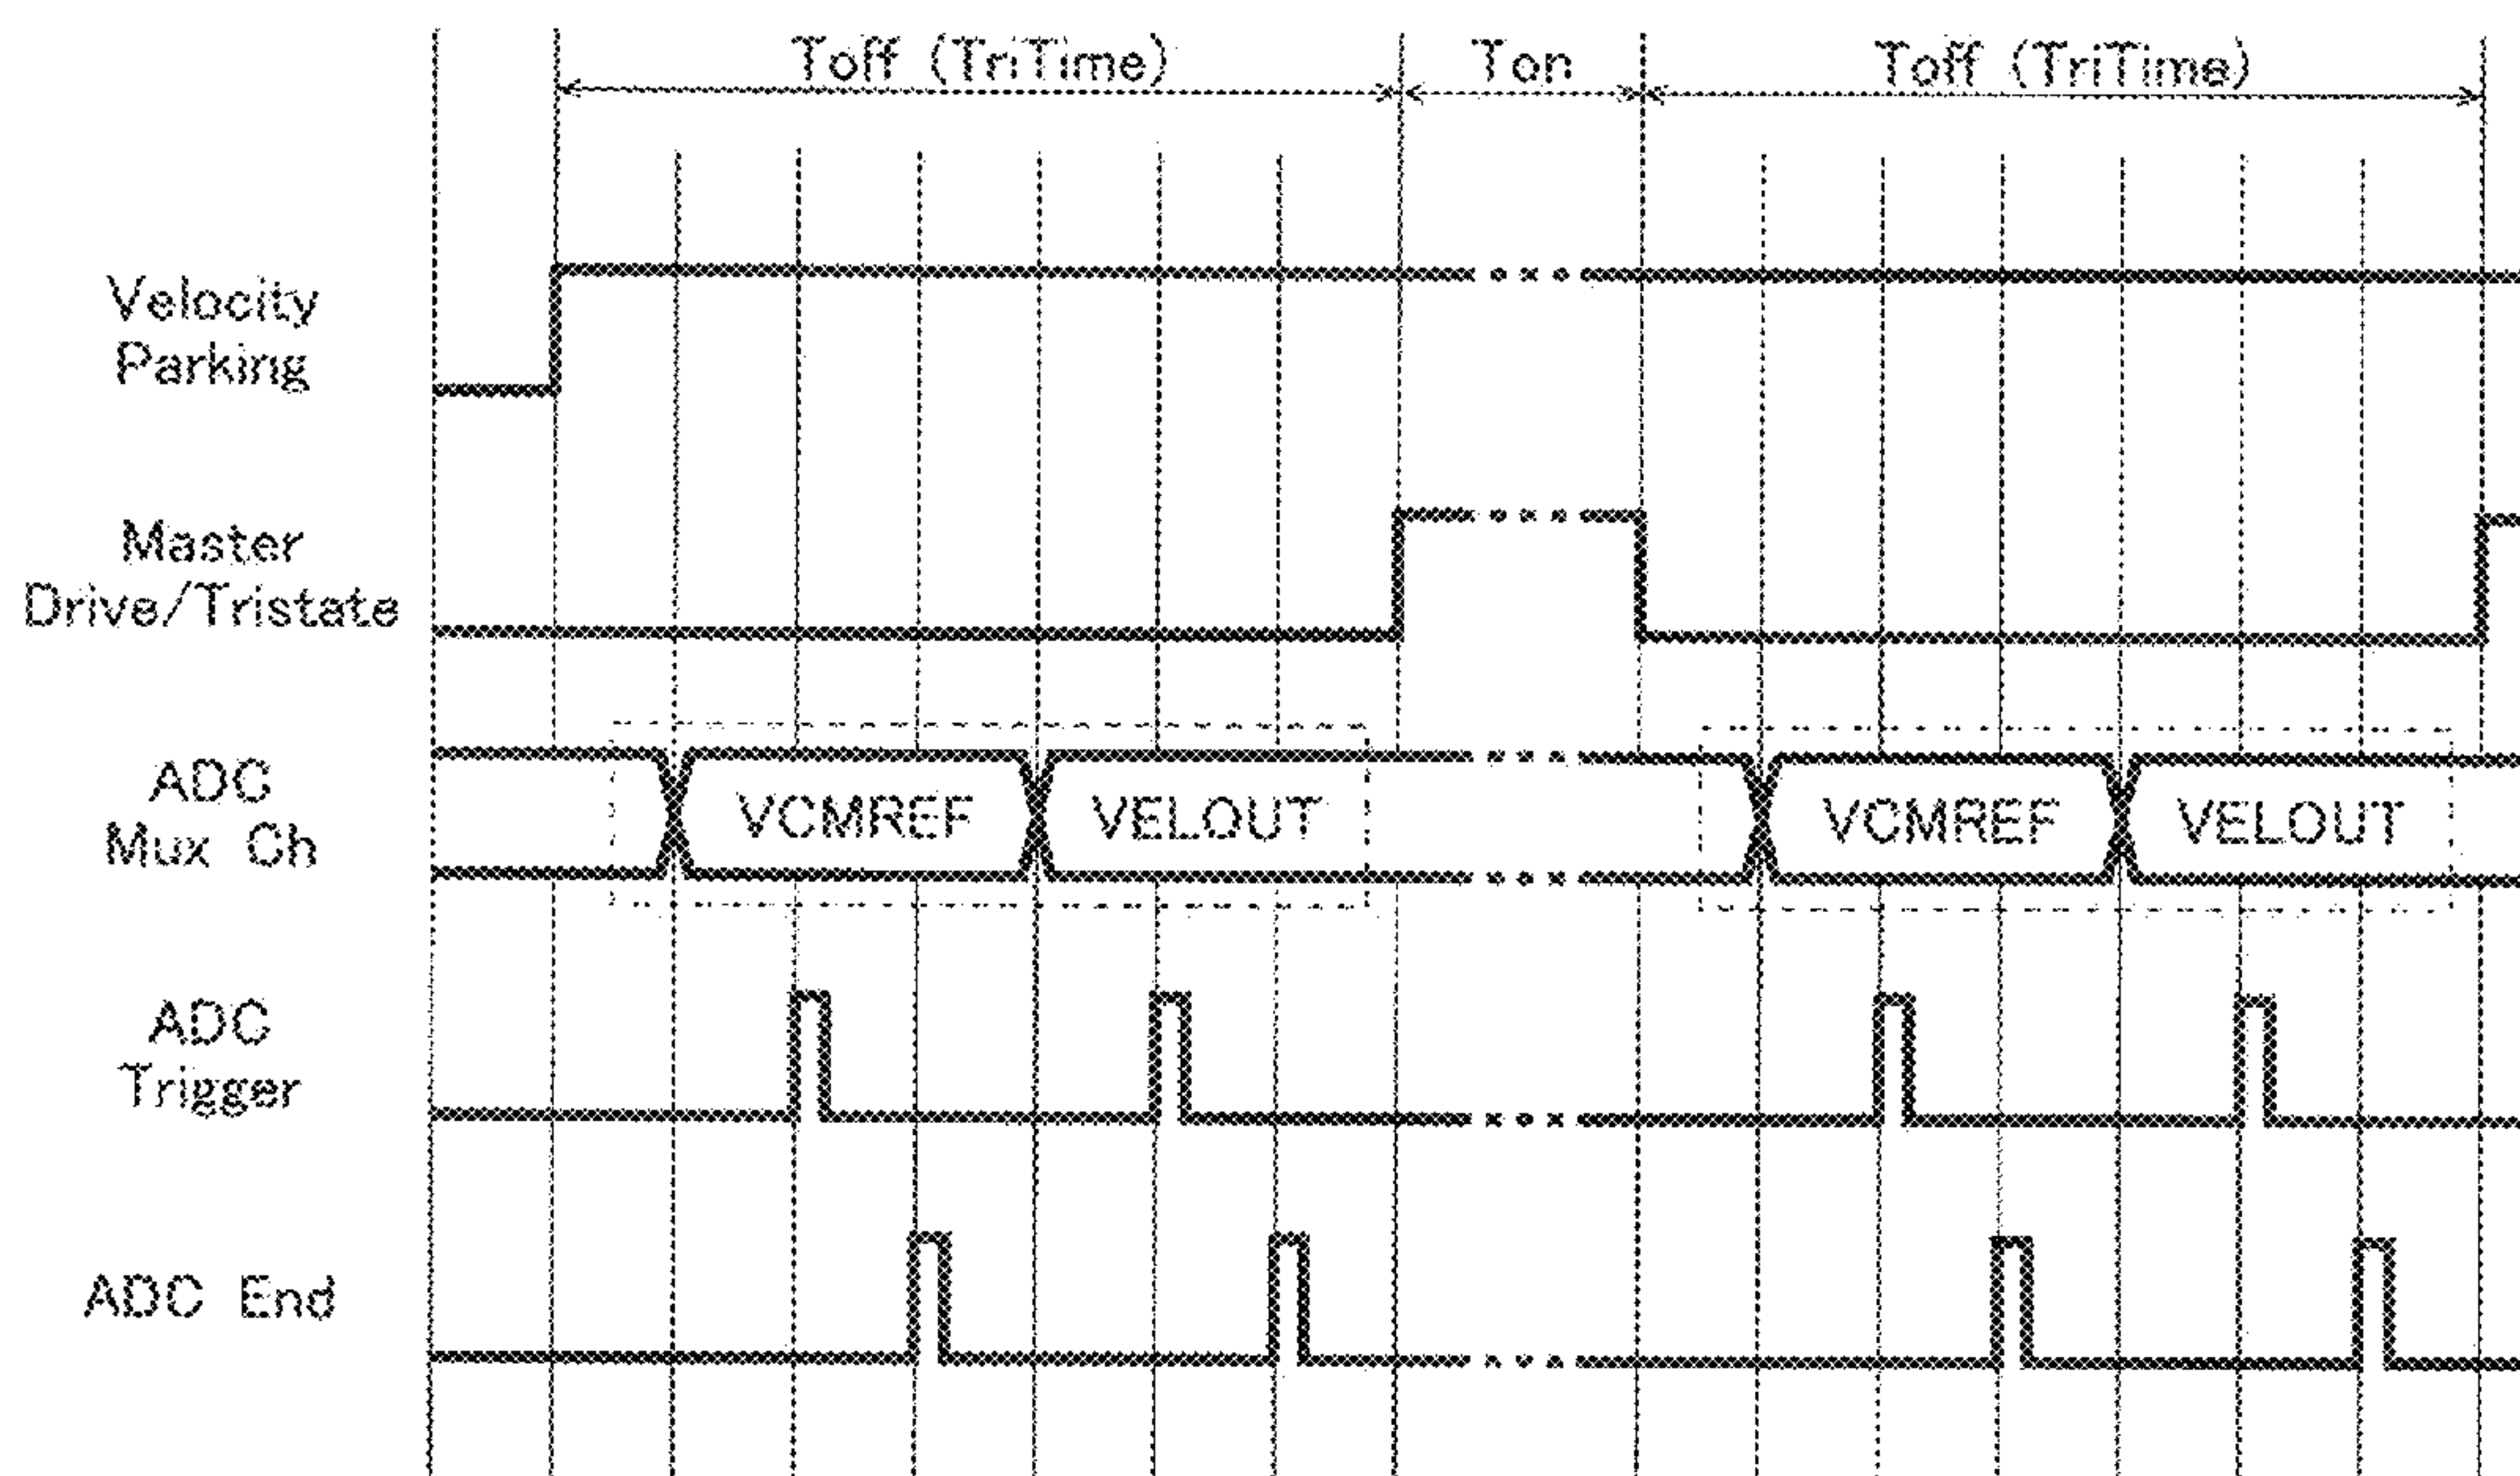 Toff (TriTime)
Ton
Toff (TriTime)
Velocity
Parking
Master
Drive/Tristate
ADC
Mux Ch
VCMREF
VELOUT
VCMREF
VELOUT
ADC
Trigger
ADC End